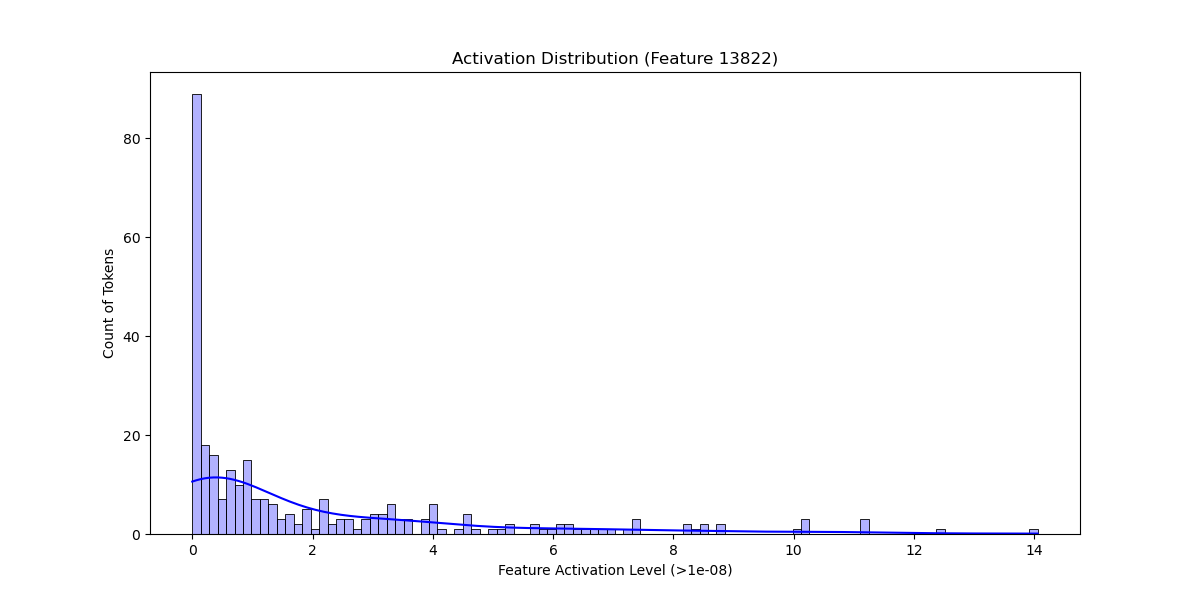 Activation Distribution (Feature 13822)
80
60
40
20
0
Count of Tokens
0 2 4 6 8 10 12 14
Feature Activation Level (>1e-08)